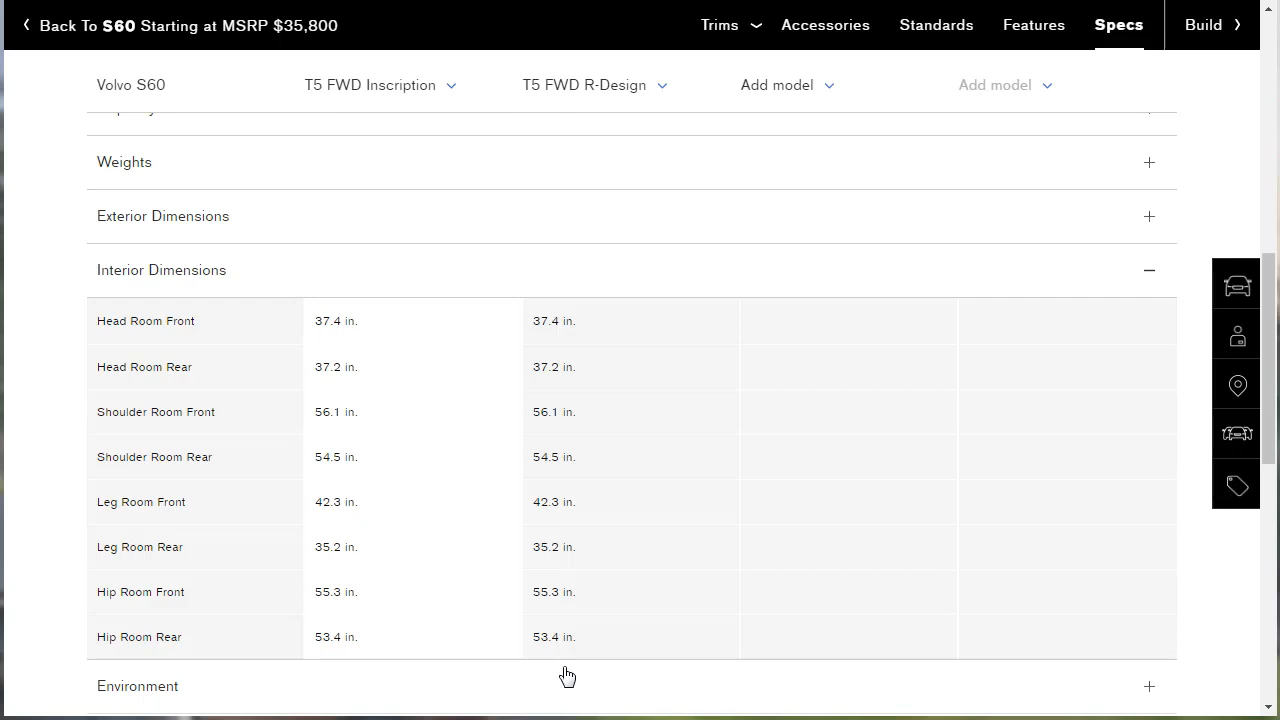 Back To S60 Starting at MSRP $35,800
Trims Accessories Standards Features Specs Build
Volvo S60 T5 FWD Inscription T5 FWD R-Design Add model Add model
Weights
Exterior Dimensions
Interior Dimensions
Head Room Front 37.4 in. 37.4 in.
Head Room Rear 37.2 in. 37.2 in.
Shoulder Room Front 56.1 in. 56.1 in.
Shoulder Room Rear 54.5 in. 54.5 in.
Leg Room Front 42.3 in. 42.3 in.
Leg Room Rear 35.2 in. 35.2 in.
Hip Room Front 55.3 in. 55.3 in.
Hip Room Rear 53.4 in. 53.4 in.
Environment